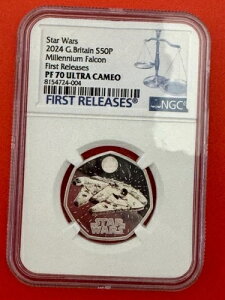 Star Wars
2024 G.Britain S50P
Millennium Falcon
First Releases
PF 70 ULTRA CAMEO
8154724-004
FIRST RELEASES
NGC
STAR
WARS